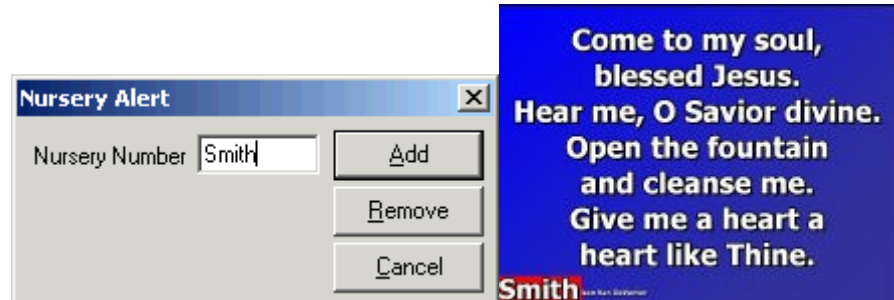 Nursery Alert
Nursery Number Smith
Add
Remove
Cancel
Come to my soul,
blessed Jesus.
Hear me, O Savior divine.
Open the fountain
and cleanse me.
Give me a heart a
heart like Thine.
Smith